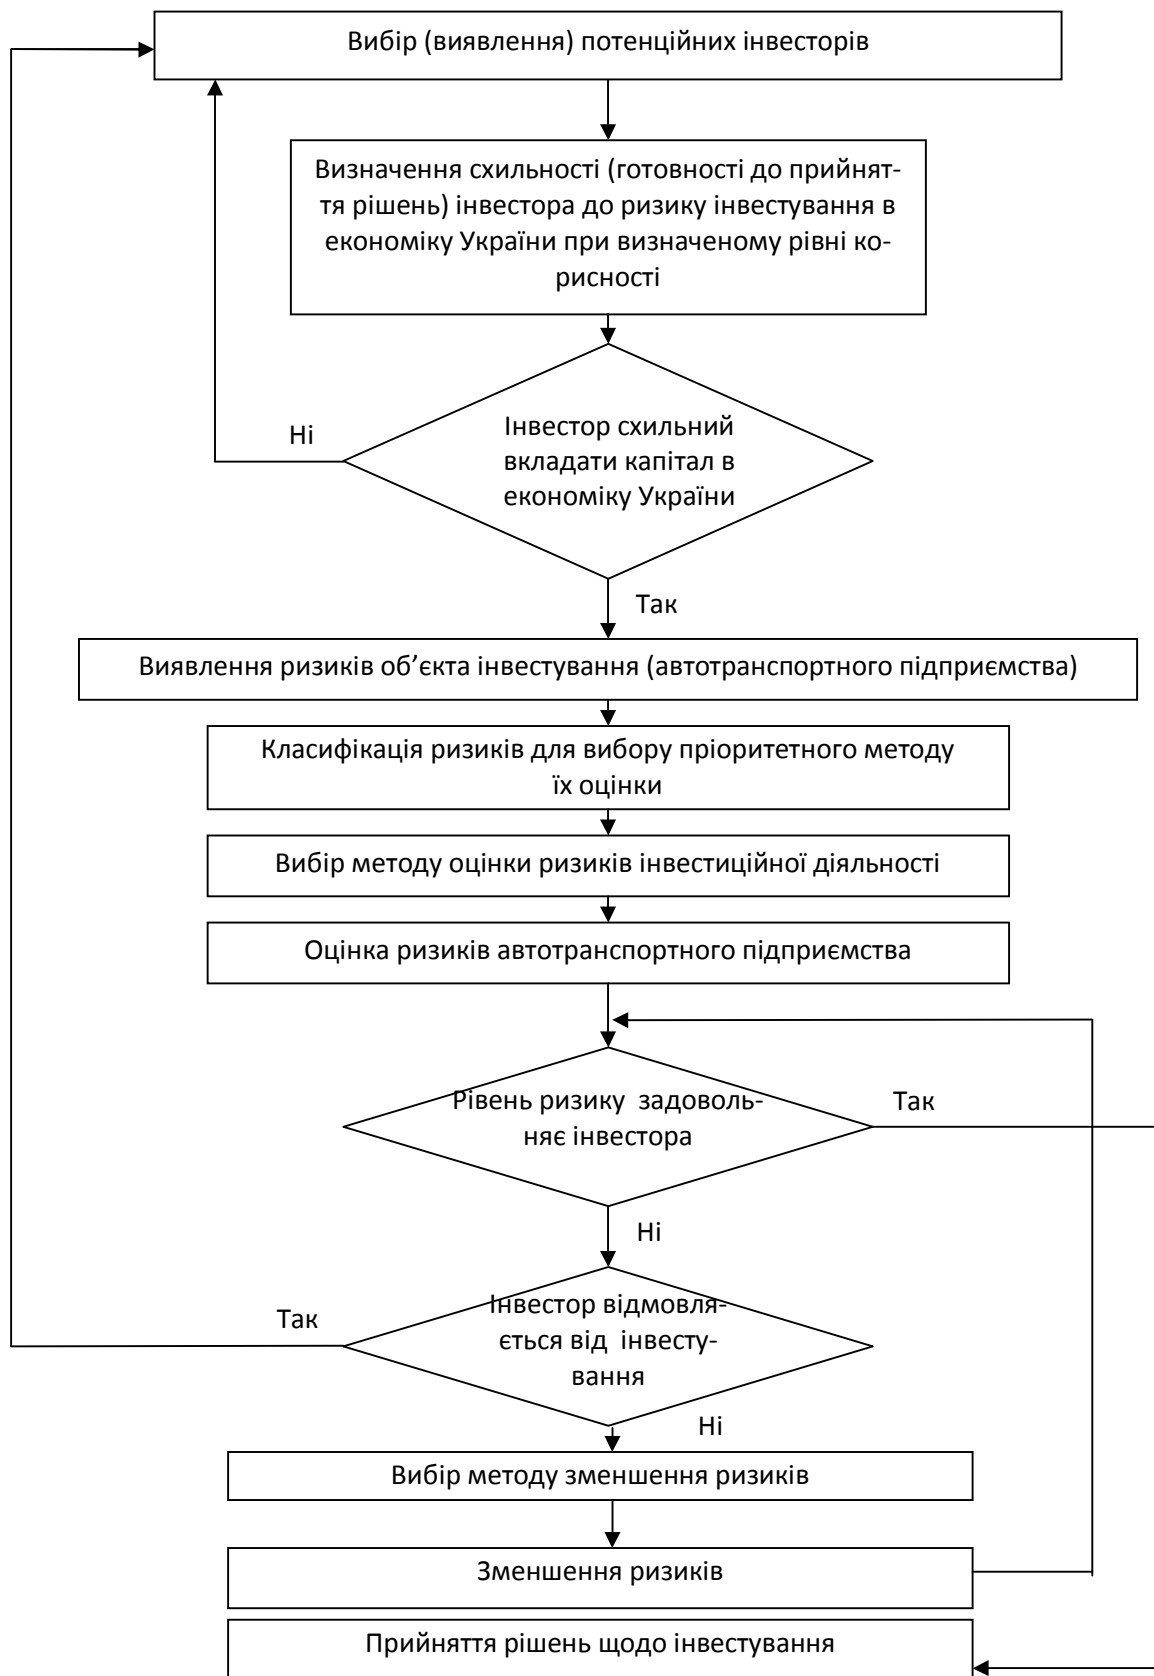 Вибір (виявлення) потенційних інвесторів
Визначення схильності (готовності до прийнят-
тя рішень) інвестора до ризику інвестування в
економіку України при визначеному рівні ко-
рисності
Ні
Інвестор схильний
вкладати капітал в
економіку України
Так
Виявлення ризиків об’єкта інвестування (автотранспортного підприємства)
Класифікація ризиків для вибору пріоритетного методу
їх оцінки
Вибір методу оцінки ризиків інвестиційної діяльності
Оцінка ризиків автотранспортного підприємства
Рівень ризику задоволь-
няє інвестора
Так
Ні
Інвестор відмовля-
ється від інвесту-
вання
Так
Ні
Вибір методу зменшення ризиків
Зменшення ризиків
Прийняття рішень щодо інвестування